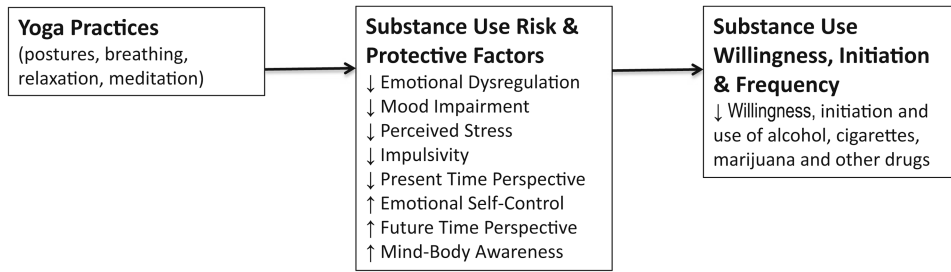 Yoga Practices
(postures, breathing,
relaxation, meditation)
Substance Use Risk &
Protective Factors
↓ Emotional Dysregulation
↓ Mood Impairment
↓ Perceived Stress
↓ Impulsivity
↓ Present Time Perspective
↑ Emotional Self-Control
↑ Future Time Perspective
↑ Mind-Body Awareness
Substance Use
Willingness, Initiation
& Frequency
↓ Willingness, initiation and
use of alcohol, cigarettes,
marijuana and other drugs